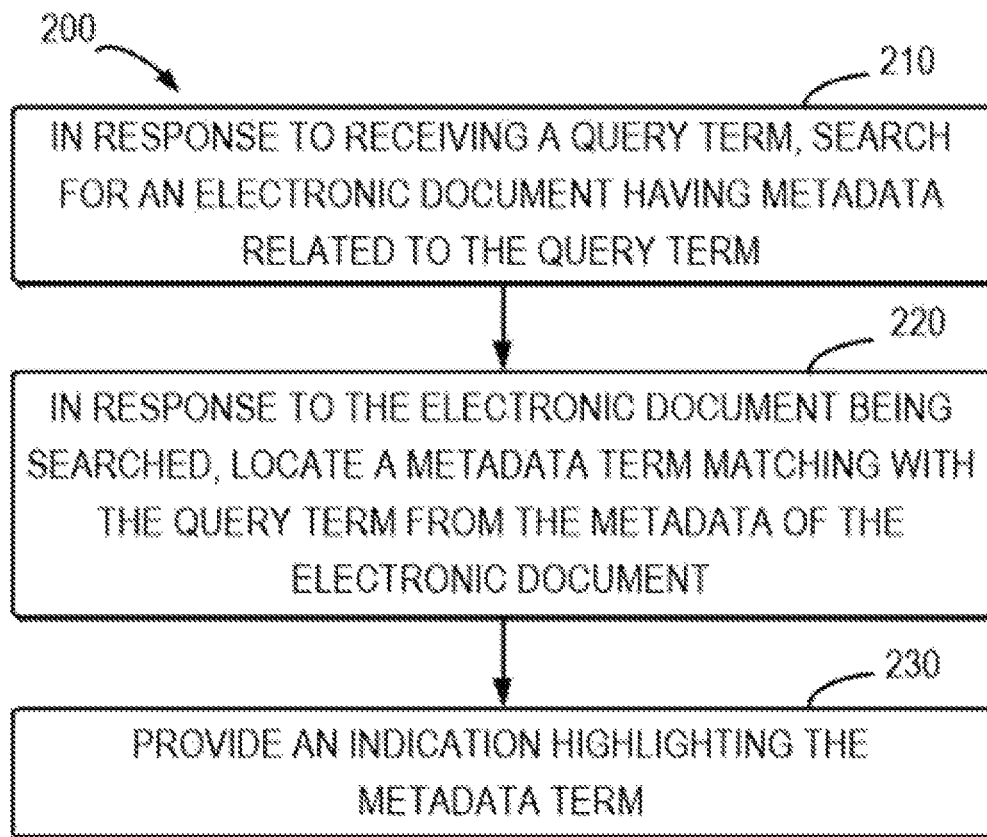 200
210
IN RESPONSE TO RECEIVING A QUERY TERM, SEARCH
FOR AN ELECTRONIC DOCUMENT HAVING METADATA
RELATED TO THE QUERY TERM
220
IN RESPONSE TO THE ELECTRONIC DOCUMENT BEING
SEARCHED, LOCATE A METADATA TERM MATCHING WITH
THE QUERY TERM FROM THE METADATA OF THE
ELECTRONIC DOCUMENT
230
PROVIDE AN INDICATION HIGHLIGHTING THE
METADATA TERM